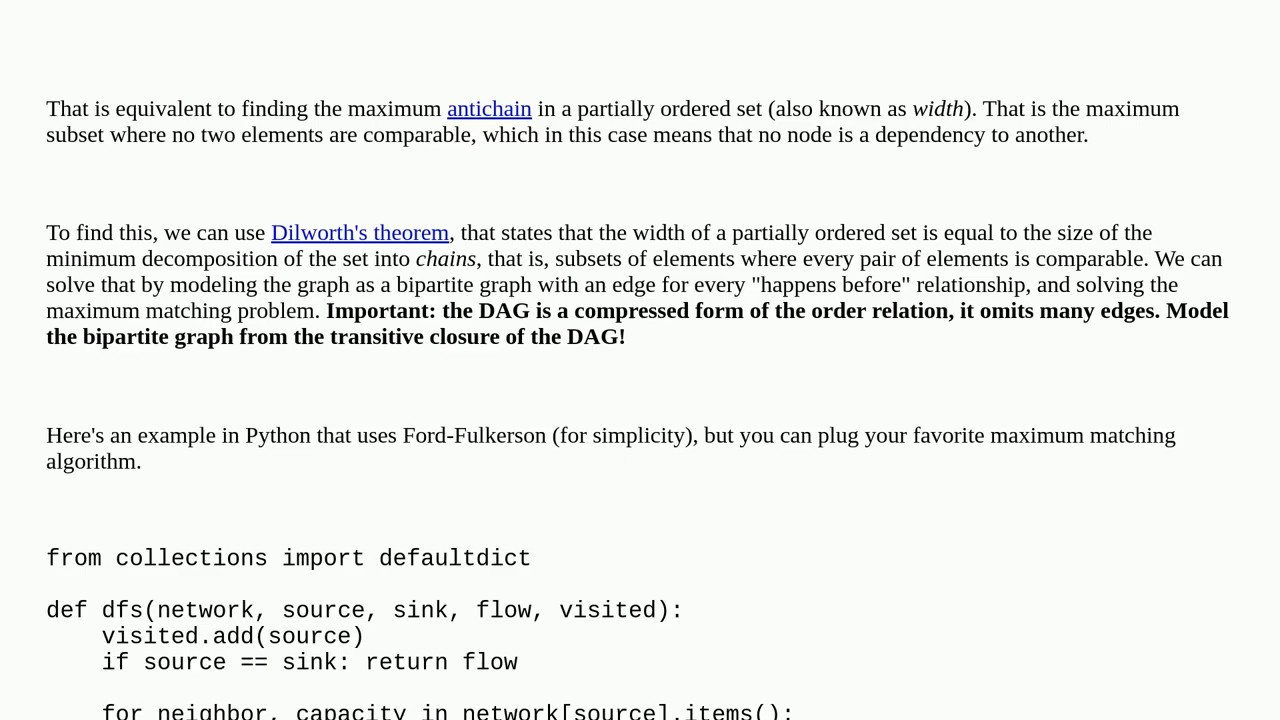 That is equivalent to finding the maximum antichain in a partially ordered set (also known as width). That is the maximum
subset where no two elements are comparable, which in this case means that no node is a dependency to another.
To find this, we can use Dilworth's theorem, that states that the width of a partially ordered set is equal to the size of the
minimum decomposition of the set into chains, that is, subsets of elements where every pair of elements is comparable. We can
solve that by modeling the graph as a bipartite graph with an edge for every "happens before" relationship, and solving the
maximum matching problem. Important: the DAG is a compressed form of the order relation, it omits many edges. Model
the bipartite graph from the transitive closure of the DAG!
Here's an example in Python that uses Ford-Fulkerson (for simplicity), but you can plug your favorite maximum matching
algorithm.
from collections import defaultdict
def dfs(network, source, sink, flow, visited):
    visited.add(source)
    if source == sink: return flow
    for neighbor, capacity in network[source].items():